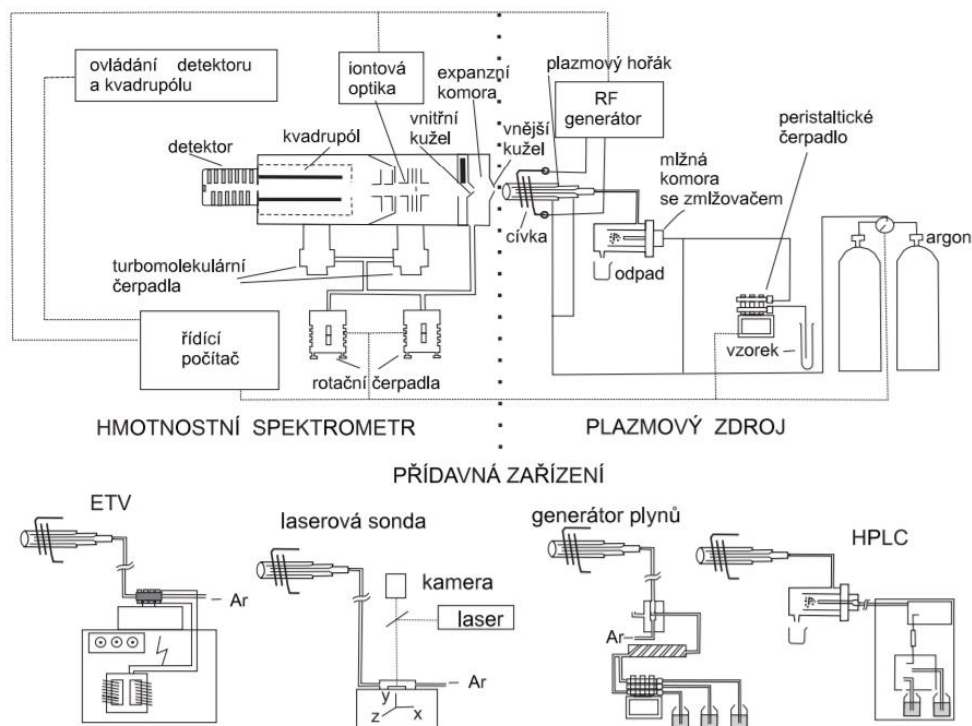 ovládání detektoru
a kvadrupólu
iontová
optika
expanzní
komora
plazmový hořák
RF
generátor
peristaltické
čerpadlo
detektor
kvadrupól
vnitřní
kužel
vnější
kužel
mlžná
komora
se zmlžovačem
cívka
odpad
argon
turbomolekulární
čerpadla
řídící
počítač
rotační čerpadla
vzorek
HMOTNOSTNÍ SPEKTROMETR
PLAZMOVÝ ZDROJ
PŘÍDAVNÁ ZAŘÍZENÍ
ETV
Ar
laserová sonda
kamera
laser
Ar
y
z
x
generátor plynů
Ar
HPLC